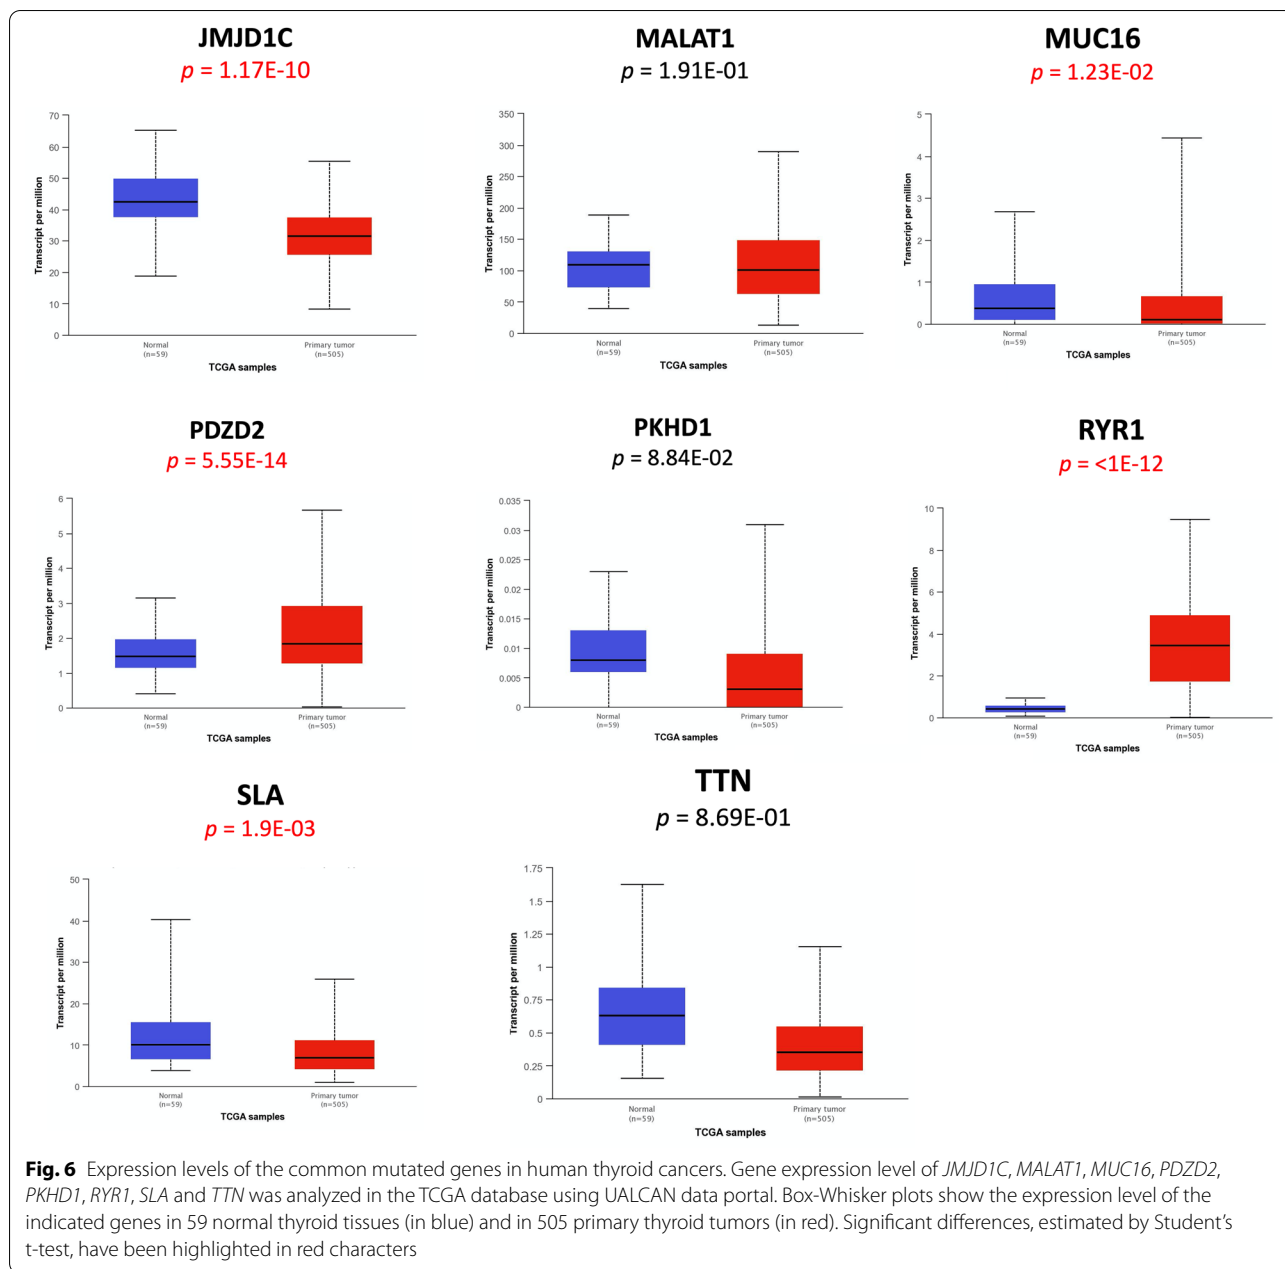 JMJD1C
p = 1.17E-10
70
60
50
40
30
20
10
0
Transcript per million
Normal
(n=59)
Primary tumor
(n=505)
TCGA samples
MALAT1
p = 1.91E-01
350
300
250
200
150
100
50
0
Transcript per million
Normal
(n=59)
Primary tumor
(n=505)
TCGA samples
MUC16
p = 1.23E-02
5
4
3
2
1
0
Transcript per million
Normal
(n=59)
Primary tumor
(n=505)
TCGA samples
PDZD2
p = 5.55E-14
6
5
4
3
2
1
0
Transcript per million
Normal
(n=59)
Primary tumor
(n=505)
TCGA samples
PKHD1
p = 8.84E-02
0.035
0.03
0.025
0.02
0.015
0.01
0.005
0
Transcript per million
Normal
(n=59)
Primary tumor
(n=505)
TCGA samples
RYR1
p = <1E-12
10
8
6
4
2
0
Transcript per million
Normal
(n=59)
Primary tumor
(n=505)
TCGA samples
SLA
p = 1.9E-03
50
40
30
20
10
0
Transcript per million
Normal
(n=59)
Primary tumor
(n=505)
TCGA samples
TTN
p = 8.69E-01
1.75
1.5
1.25
1
0.75
0.5
0.25
0
Transcript per million
Normal
(n=59)
Primary tumor
(n=505)
TCGA samples
Fig. 6 Expression levels of the common mutated genes in human thyroid cancers. Gene expression level of JMJD1C, MALAT1, MUC16, PDZD2,
PKHD1, RYR1, SLA and TTN was analyzed in the TCGA database using UALCAN data portal. Box-Whisker plots show the expression level of the
indicated genes in 59 normal thyroid tissues (in blue) and in 505 primary thyroid tumors (in red). Significant differences, estimated by Student's
t-test, have been highlighted in red characters